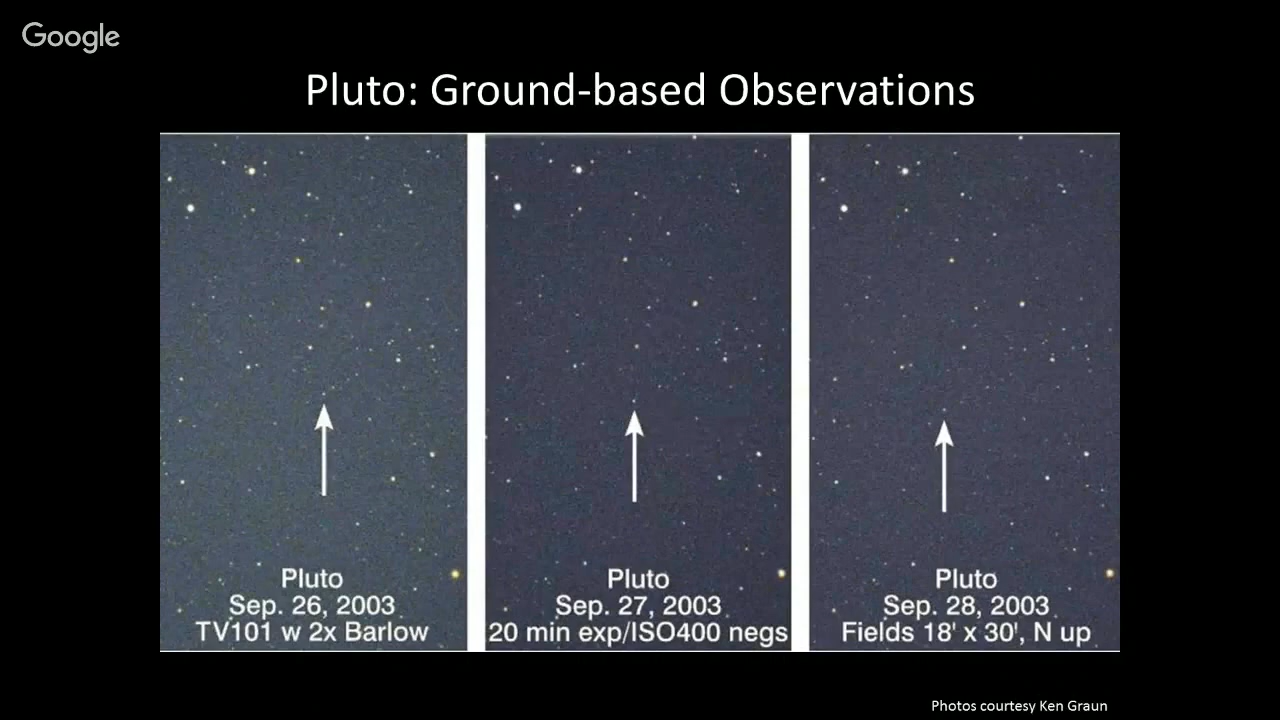 Google
Pluto: Ground-based Observations
Pluto
Sep. 26, 2003
TV101 w 2x Barlow
Pluto
Sep. 27, 2003
20 min exp/ISO400 negs
Pluto
Sep. 28, 2003
Fields 18' x 30', N up
Photos courtesy Ken Graun